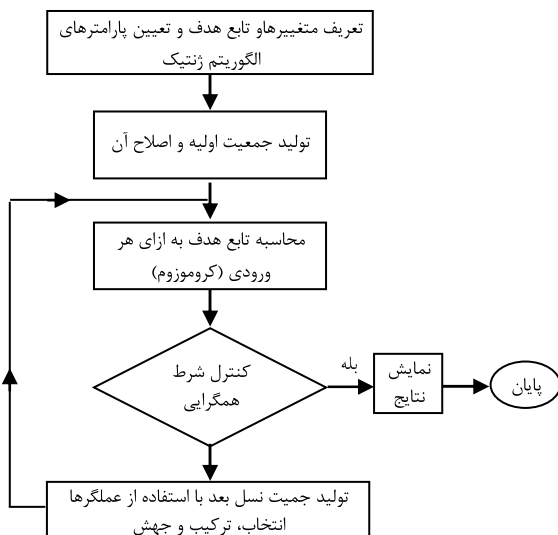 تعریف متغییرهاو تابع هدف و تعیین پارامترهای
الگوریتم ژنتیک
تولید جمعیت اولیه و اصلاح آن
محاسبه تابع هدف به ازای هر
ورودی (کروموزوم)
کنترل شرط
همگرایی
بله
نمایش
نتایج
پایان
تولید جمیت نسل بعد با استفاده از عملگرها
انتخاب، ترکیب و جهش